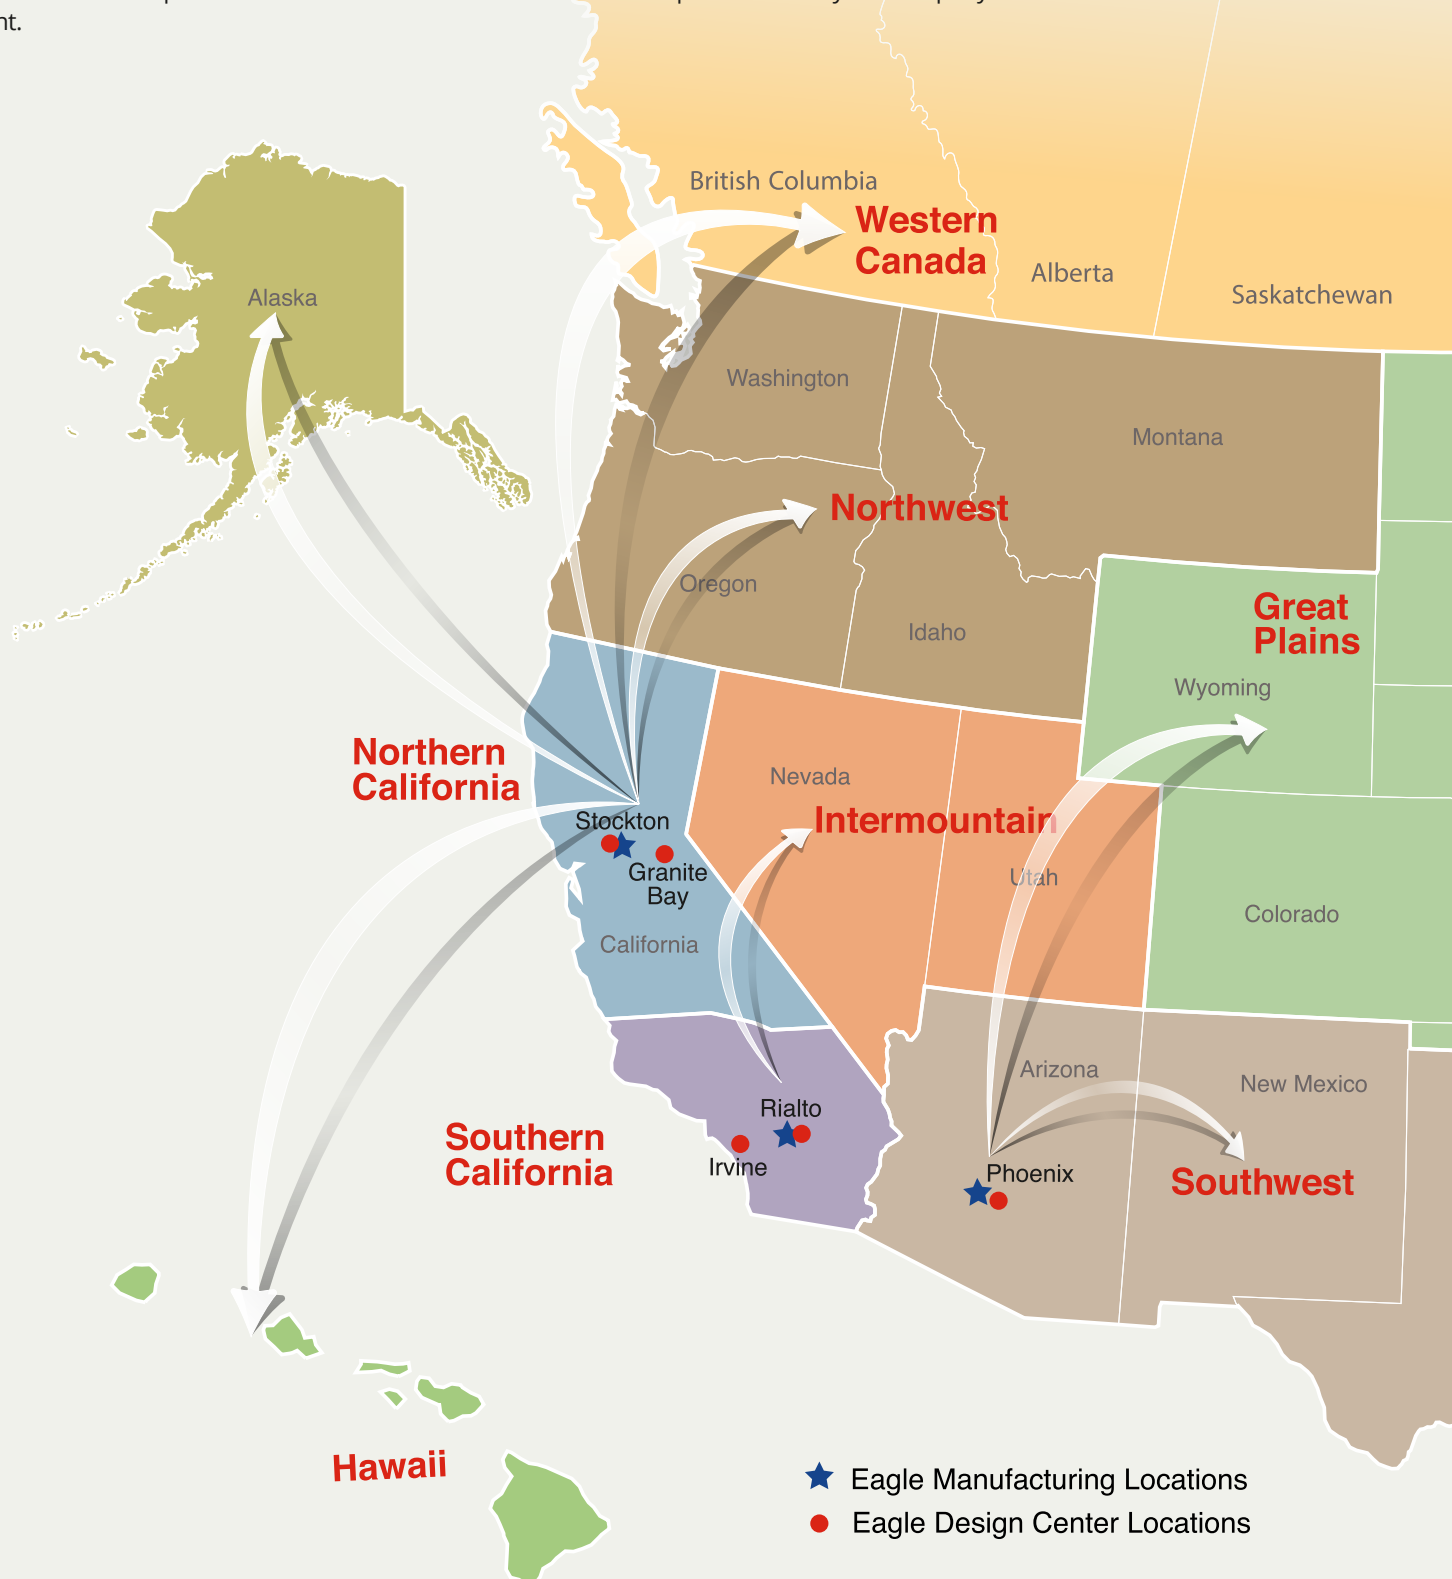 nt.
British Columbia
Western
Canada
Alberta
Saskatchewan
Alaska
Washington
Montana
Northwest
Oregon
Idaho
Great
Plains
Wyoming
Northern
California
Nevada
Intermountain
Stockton
Granite
Bay
Utah
Colorado
California
Arizona
New Mexico
Rialto
Southern
California
Irvine
Phoenix
Southwest
Hawaii
Eagle Manufacturing Locations
Eagle Design Center Locations